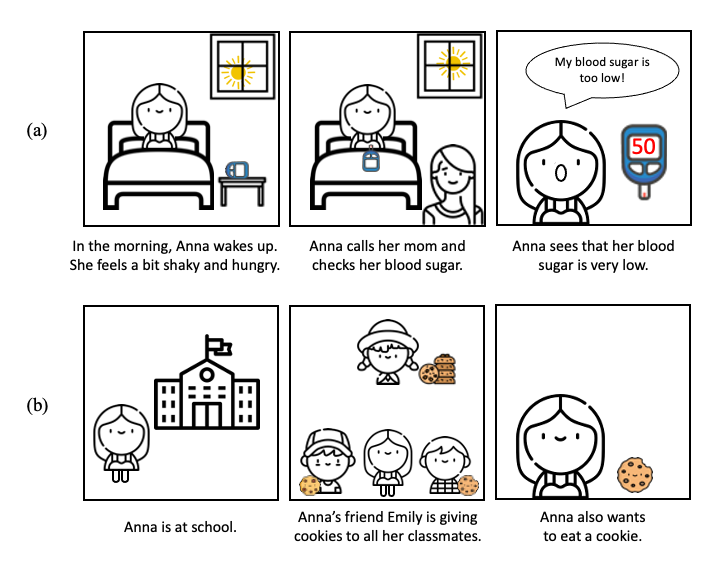 (a)
My blood sugar is
too low!
50
In the morning, Anna wakes up.
She feels a bit shaky and hungry.
Anna calls her mom and
checks her blood sugar.
Anna sees that her blood
sugar is very low.
(b)
Anna is at school.
Anna’s friend Emily is giving
cookies to all her classmates.
Anna also wants
to eat a cookie.